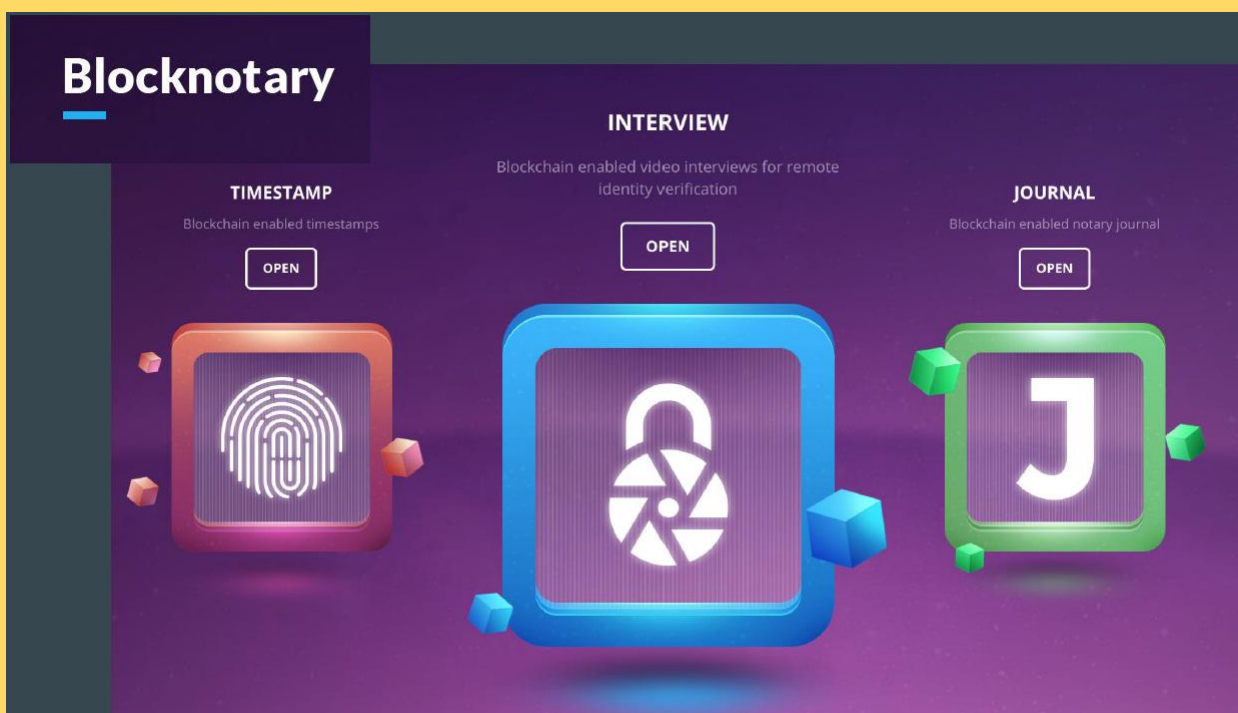 Blocknotary
TIMESTAMP
Blockchain enabled timestamps
OPEN
INTERVIEW
Blockchain enabled video interviews for remote
identity verification
OPEN
JOURNAL
Blockchain enabled notary journal
OPEN
J